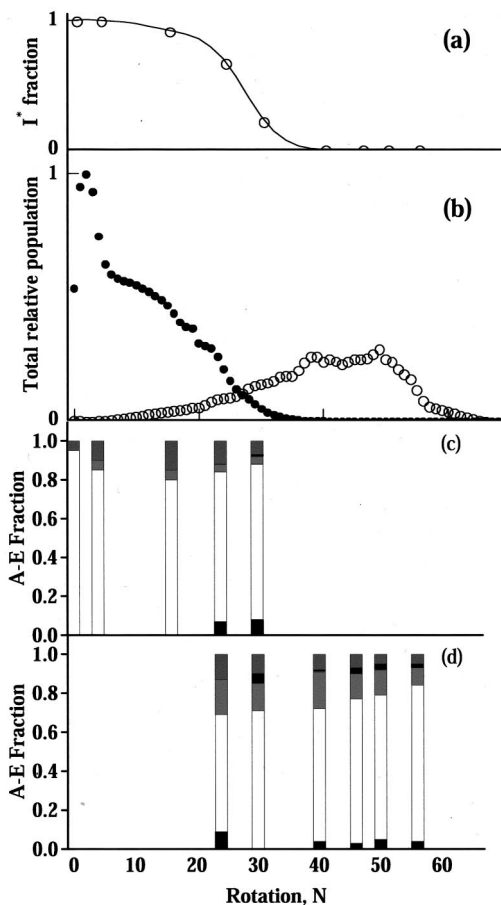 1
(a)
I* fraction
0
1
(b)
Total relative population
0
1.0
(c)
0.8
0.6
A-E Fraction
0.4
0.2
0.0
1.0
(d)
0.8
0.6
A-E Fraction
0.4
0.2
0.0
0 20 30 40 50 60
Rotation, N